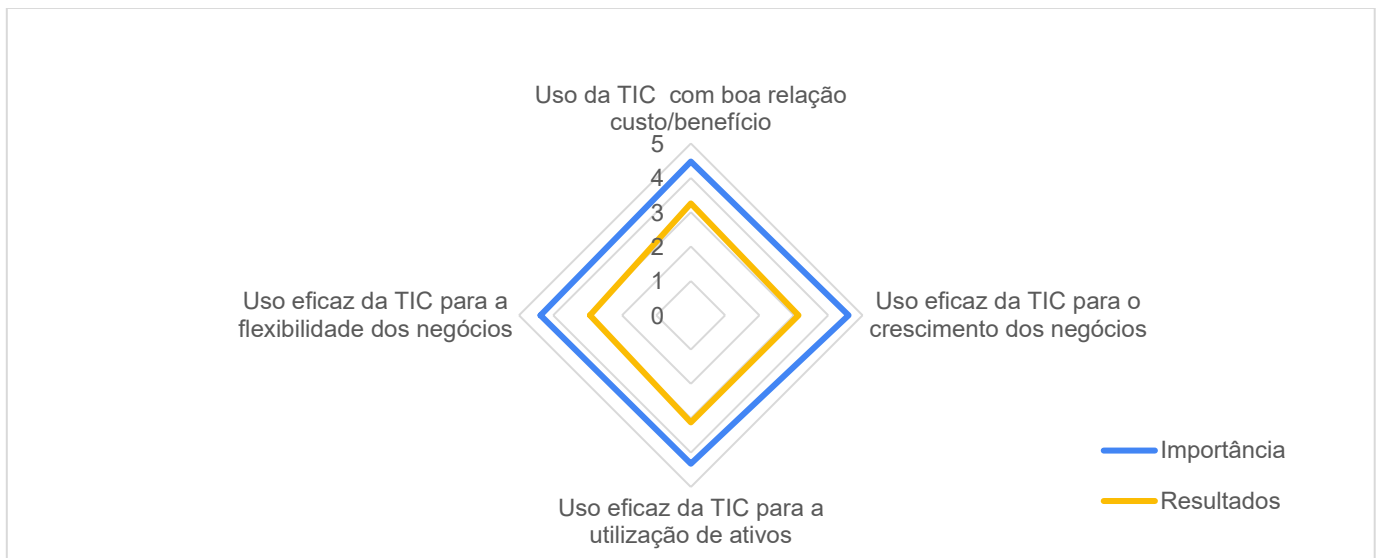 Uso da TIC com boa relação
custo/benefício
5
4
3
2
1
0
Uso eficaz da TIC para a
flexibilidade dos negócios
Uso eficaz da TIC para o
crescimento dos negócios
Importância
Resultados
Uso eficaz da TIC para a
utilização de ativos